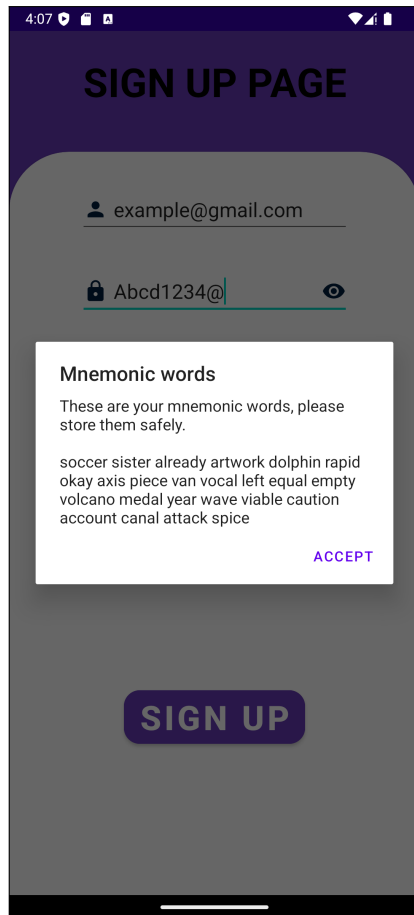 4:07
SIGN UP PAGE
example@gmail.com
Abcd1234@
Mnemonic words
These are your mnemonic words, please
store them safely.
soccer sister already artwork dolphin rapid
okay axis piece van vocal left equal empty
volcano medal year wave viable caution
account canal attack spice
ACCEPT
SIGN UP